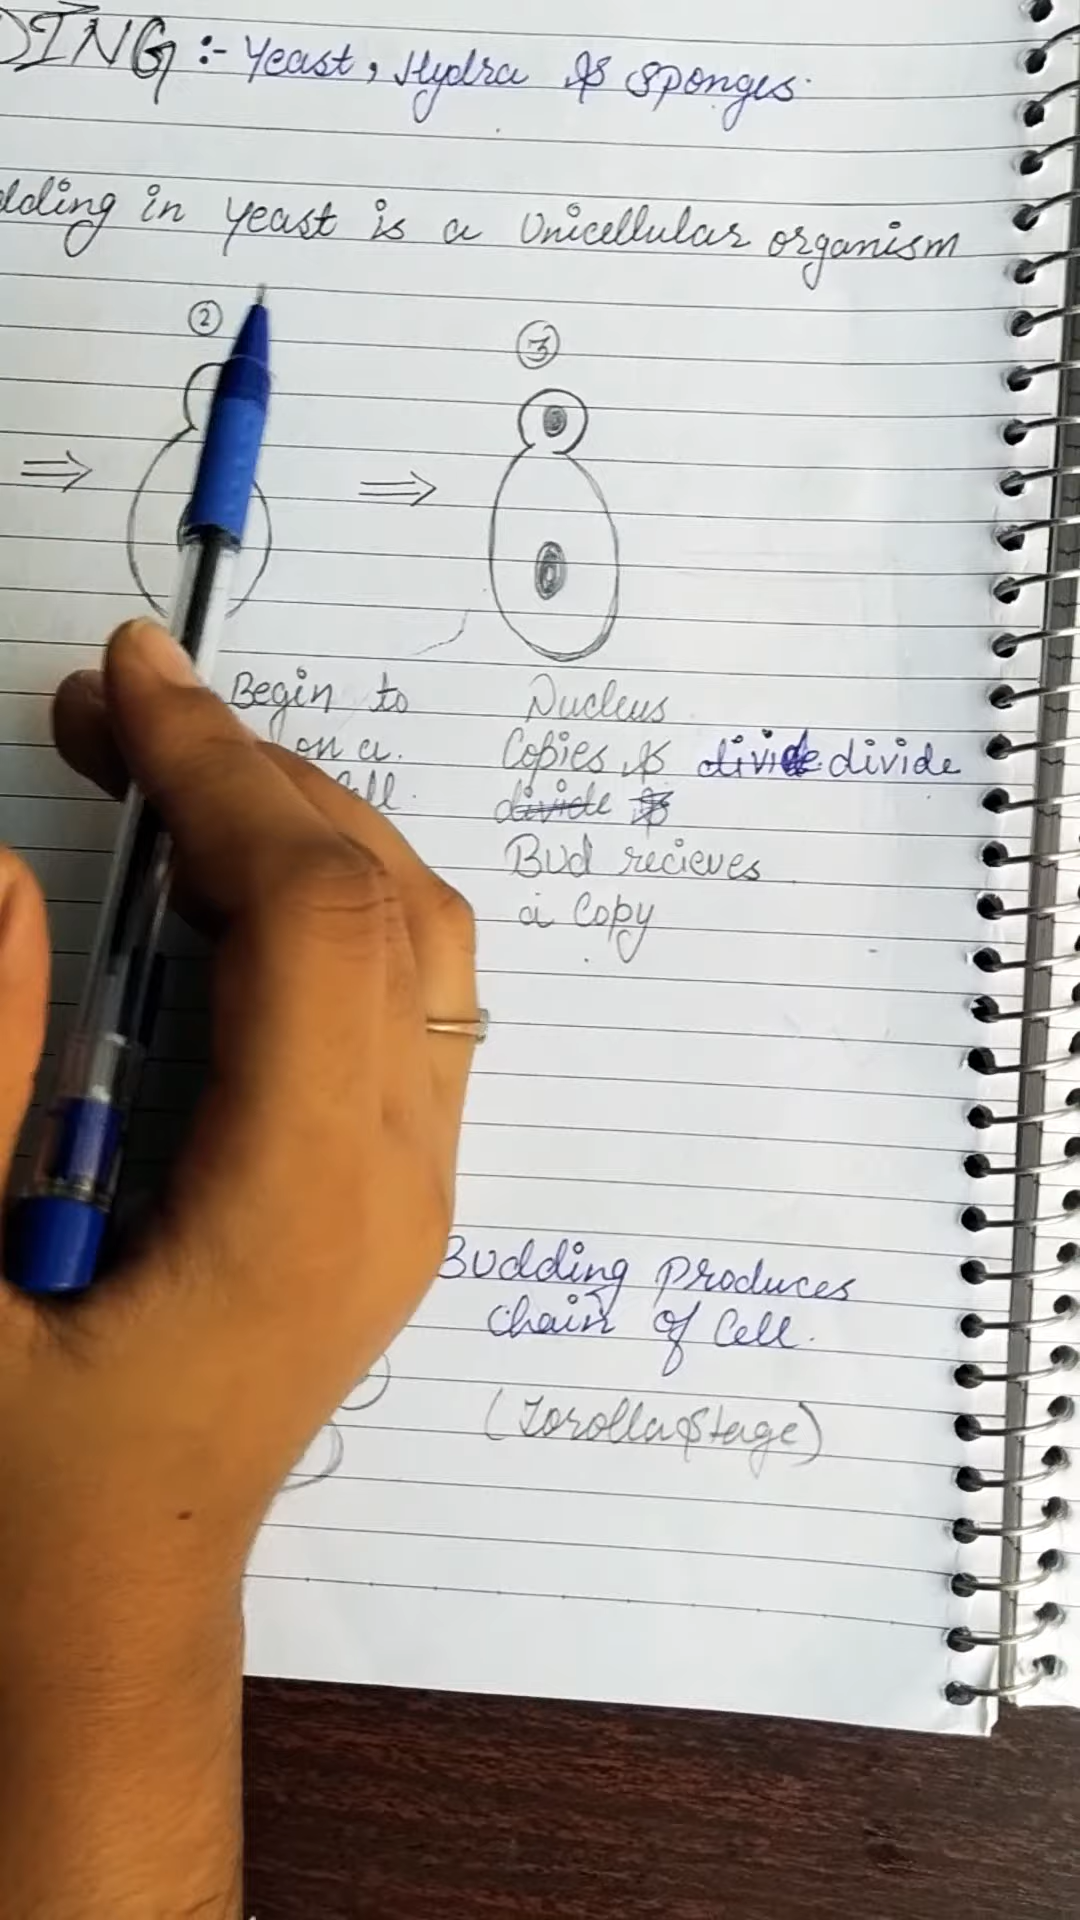 DING :- Yeast, Hydra & Sponges.
dding in yeast is a Unicellular organism
②
③
Begin to
on a.
Nucleus
Copies & divide divide
divide &
Bud recieves
a Copy
Budding produces
chain of Cell.
(Torolla Stage)